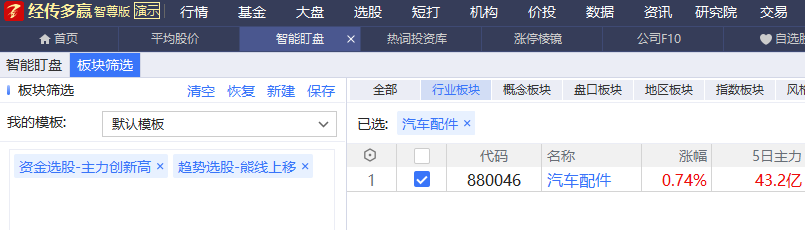 经传多赢 智尊版 演示 行情 基金 大盘 选股 短打 机构 价投 数据 资讯 研究院 交易
首页 平均股价 智能盯盘 × 热词投资库 涨停棱镜 公司F10 自选股
智能盯盘 板块筛选
板块筛选 清空 恢复 新建 保存
全部 行业板块 概念板块 盘口板块 地区板块 指数板块 风格
我的模板: 默认模板
已选: 汽车配件 ×
资金选股-主力创新高 × 趋势选股-熊线上移 ×
代码 名称 涨幅 5日主力
1 880046 汽车配件 0.74% 43.2亿